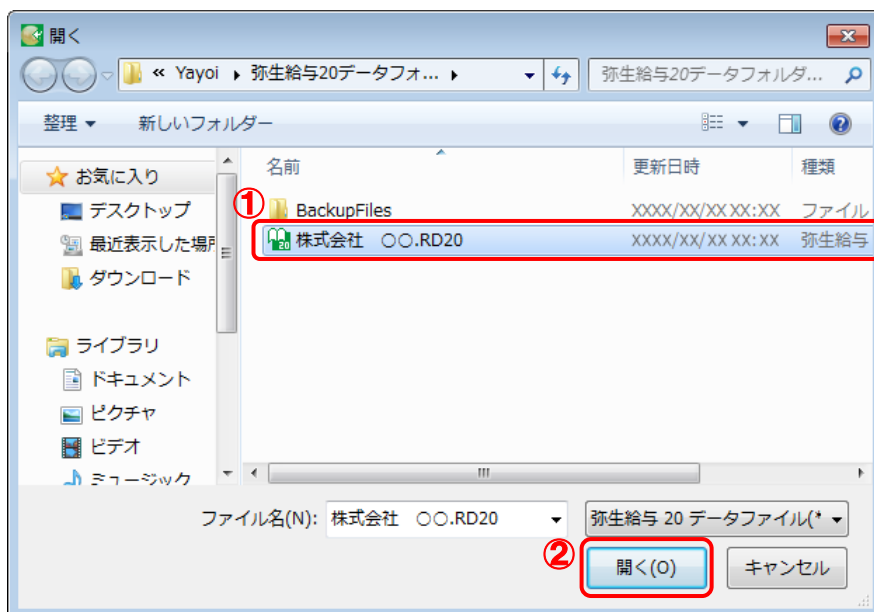 開く
« Yayoi ▸ 弥生給与20データフォ... ▸
弥生給与20データフォルダ...
整理 ▼ 新しいフォルダー
お気に入り
デスクトップ
最近表示した場所
ダウンロード
ライブラリ
ドキュメント
ピクチャ
ビデオ
ミュージック
名前 更新日時 種類
①
BackupFiles XXXX/XX/XX XX:XX ファイル
株式会社 ○○.RD20 XXXX/XX/XX XX:XX 弥生給与
ファイル名(N): 株式会社 ○○.RD20 弥生給与 20 データファイル(*
②
開く(O) キャンセル